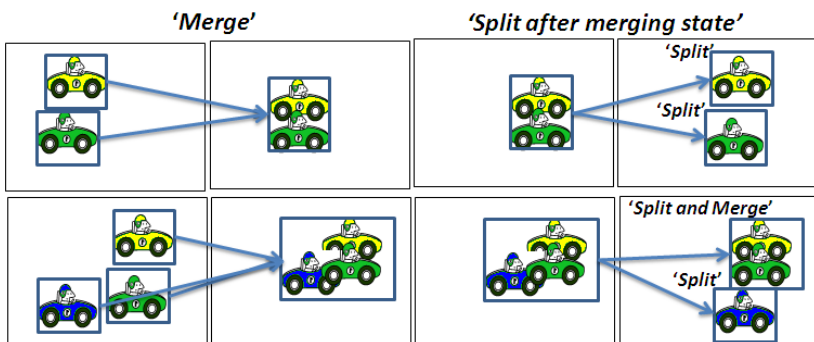 ‘Merge’
‘Split after merging state’
‘Split’
‘Split’
‘Split and Merge’
‘Split’